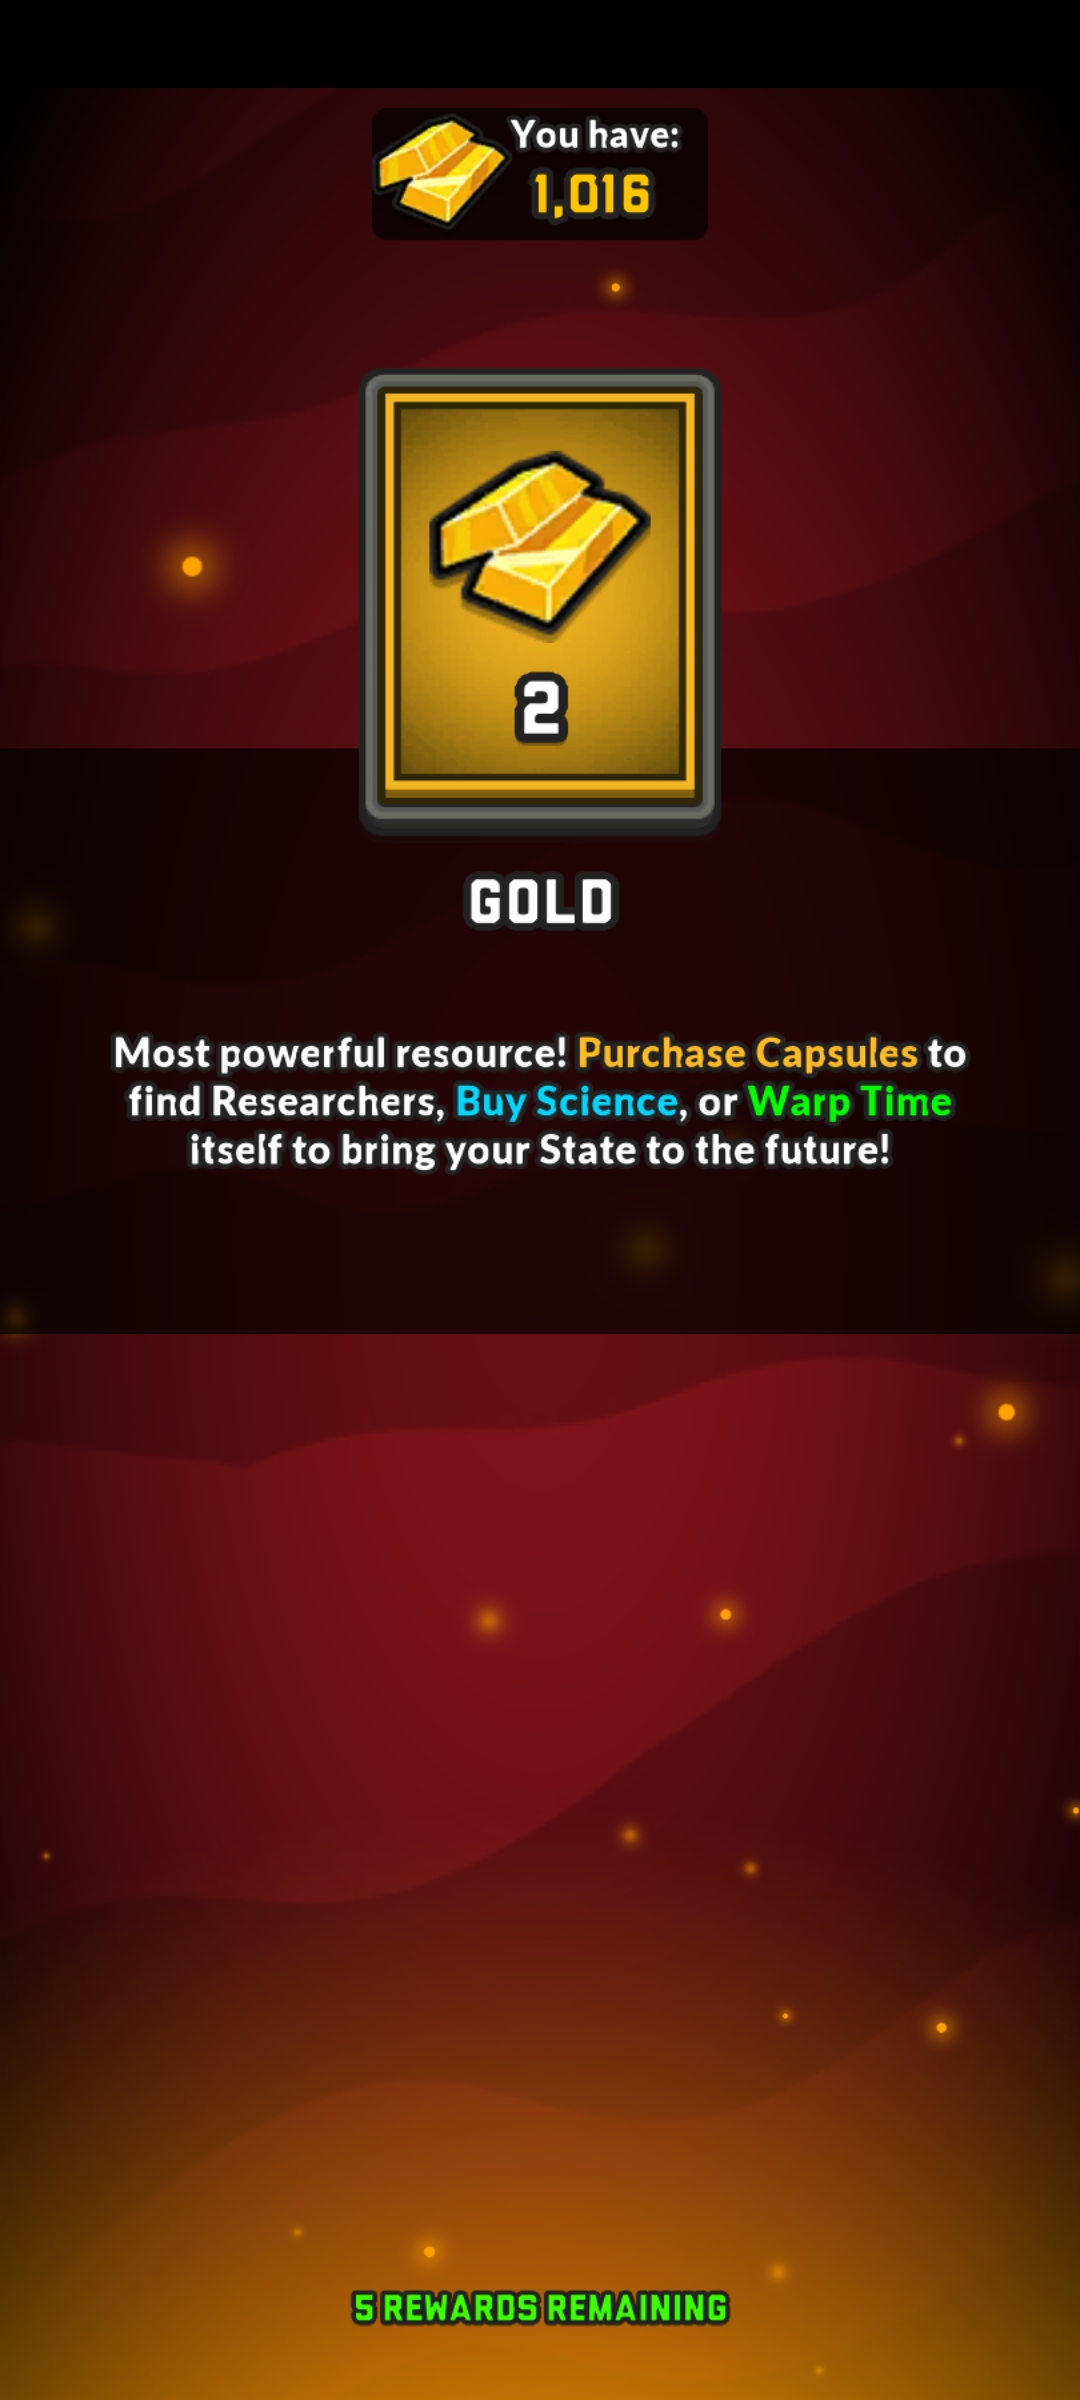 You have:
1,016
2
GOLD
Most powerful resource! Purchase Capsules to
find Researchers, Buy Science, or Warp Time
itself to bring your State to the future!
5 REWARDS REMAINING